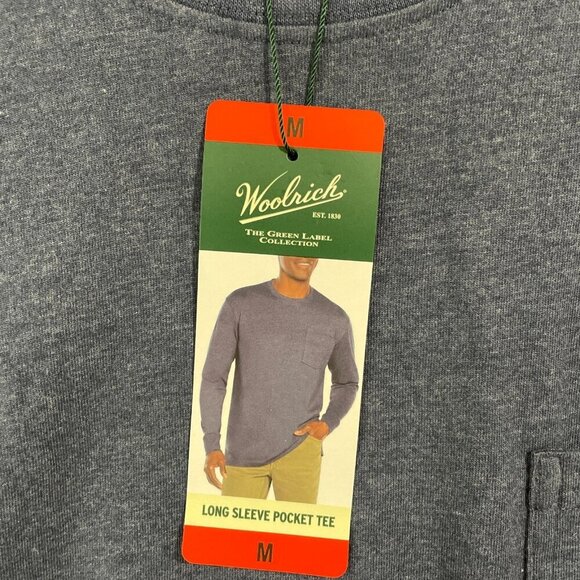 M
Woolrich®
EST. 1830
THE GREEN LABEL
COLLECTION
LONG SLEEVE POCKET TEE
M